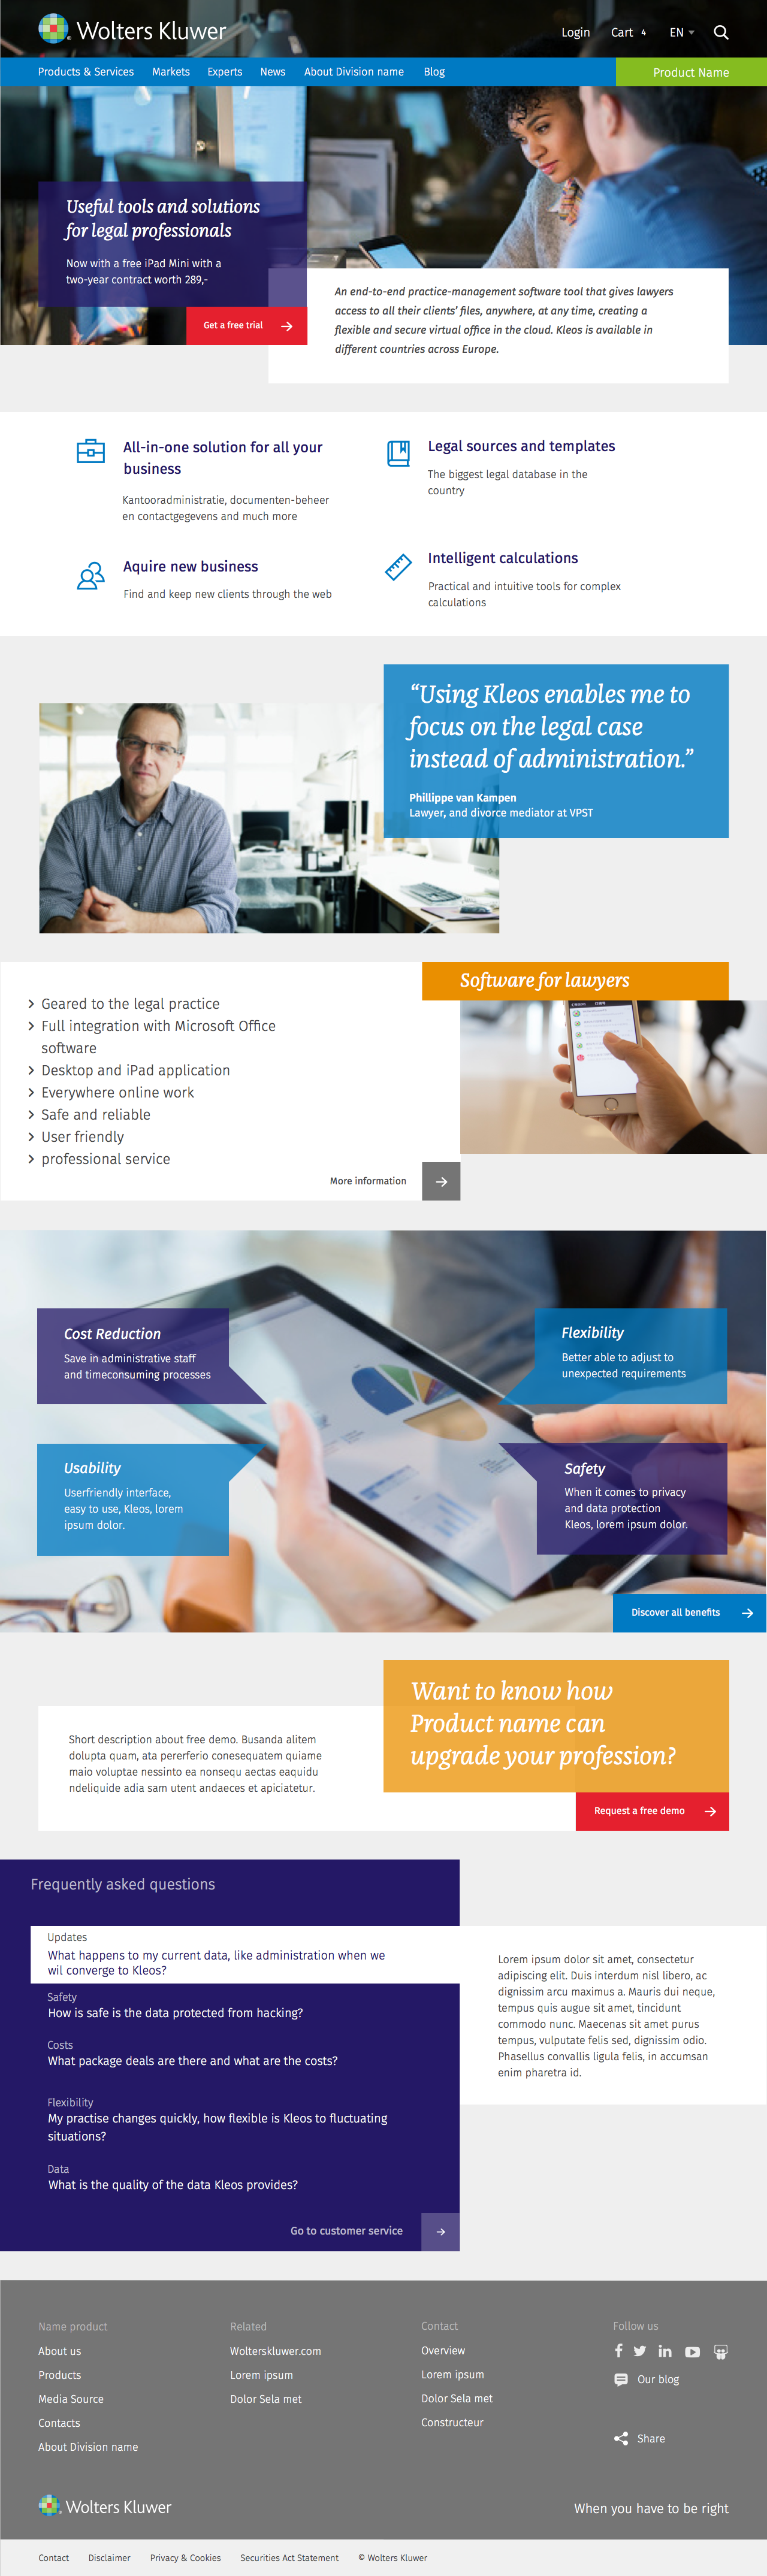 Wolters Kluwer
Login Cart 4 EN
Products & Services Markets Experts News About Division name Blog
Product Name
Useful tools and solutions
for legal professionals
Now with a free iPad Mini with a
two-year contract worth 289,-
Get a free trial
An end-to-end practice-management software tool that gives lawyers
access to all their clients' files, anywhere, at any time, creating a
flexible and secure virtual office in the cloud. Kleos is available in
different countries across Europe.
All-in-one solution for all your
business
Kantooradministratie, documenten-beheer
en contactgegevens and much more
Legal sources and templates
The biggest legal database in the
country
Aquire new business
Find and keep new clients through the web
Intelligent calculations
Practical and intuitive tools for complex
calculations
“Using Kleos enables me to
focus on the legal case
instead of administration.”
Phillippe van Kampen
Lawyer, and divorce mediator at VPST
Software for lawyers
Geared to the legal practice
Full integration with Microsoft Office
software
Desktop and iPad application
Everywhere online work
Safe and reliable
User friendly
professional service
More information
Cost Reduction
Save in administrative staff
and timeconsuming processes
Flexibility
Better able to adjust to
unexpected requirements
Usability
Userfriendly interface,
easy to use, Kleos, lorem
ipsum dolor.
Safety
When it comes to privacy
and data protection
Kleos, lorem ipsum dolor.
Discover all benefits
Want to know how
Product name can
upgrade your profession?
Short description about free demo. Busanda alitem
dolupta quam, ata pererferio conesequatem quiame
maio voluptae nessinto ea nonsequ aectas eaquidu
ndeliquide adia sam utent andaeces et apiciatetur.
Request a free demo
Frequently asked questions
Updates
What happens to my current data, like administration when we
wil converge to Kleos?
Safety
How is safe is the data protected from hacking?
Costs
What package deals are there and what are the costs?
Flexibility
My practise changes quickly, how flexible is Kleos to fluctuating
situations?
Data
What is the quality of the data Kleos provides?
Go to customer service
Lorem ipsum dolor sit amet, consectetur
adipiscing elit. Duis interdum nisl libero, ac
dignissim arcu maximus a. Mauris dui neque,
tempus quis augue sit amet, tincidunt
commodo nunc. Maecenas sit amet purus
tempus, vulputate felis sed, dignissim odio.
Phasellus convallis ligula felis, in accumsan
enim pharetra id.
Name product
About us
Products
Media Source
Contacts
About Division name
Related
Wolterskluwer.com
Lorem ipsum
Dolor Sela met
Contact
Overview
Lorem ipsum
Dolor Sela met
Constructeur
Follow us
Our blog
Share
Wolters Kluwer
When you have to be right
Contact Disclaimer Privacy & Cookies Securities Act Statement © Wolters Kluwer